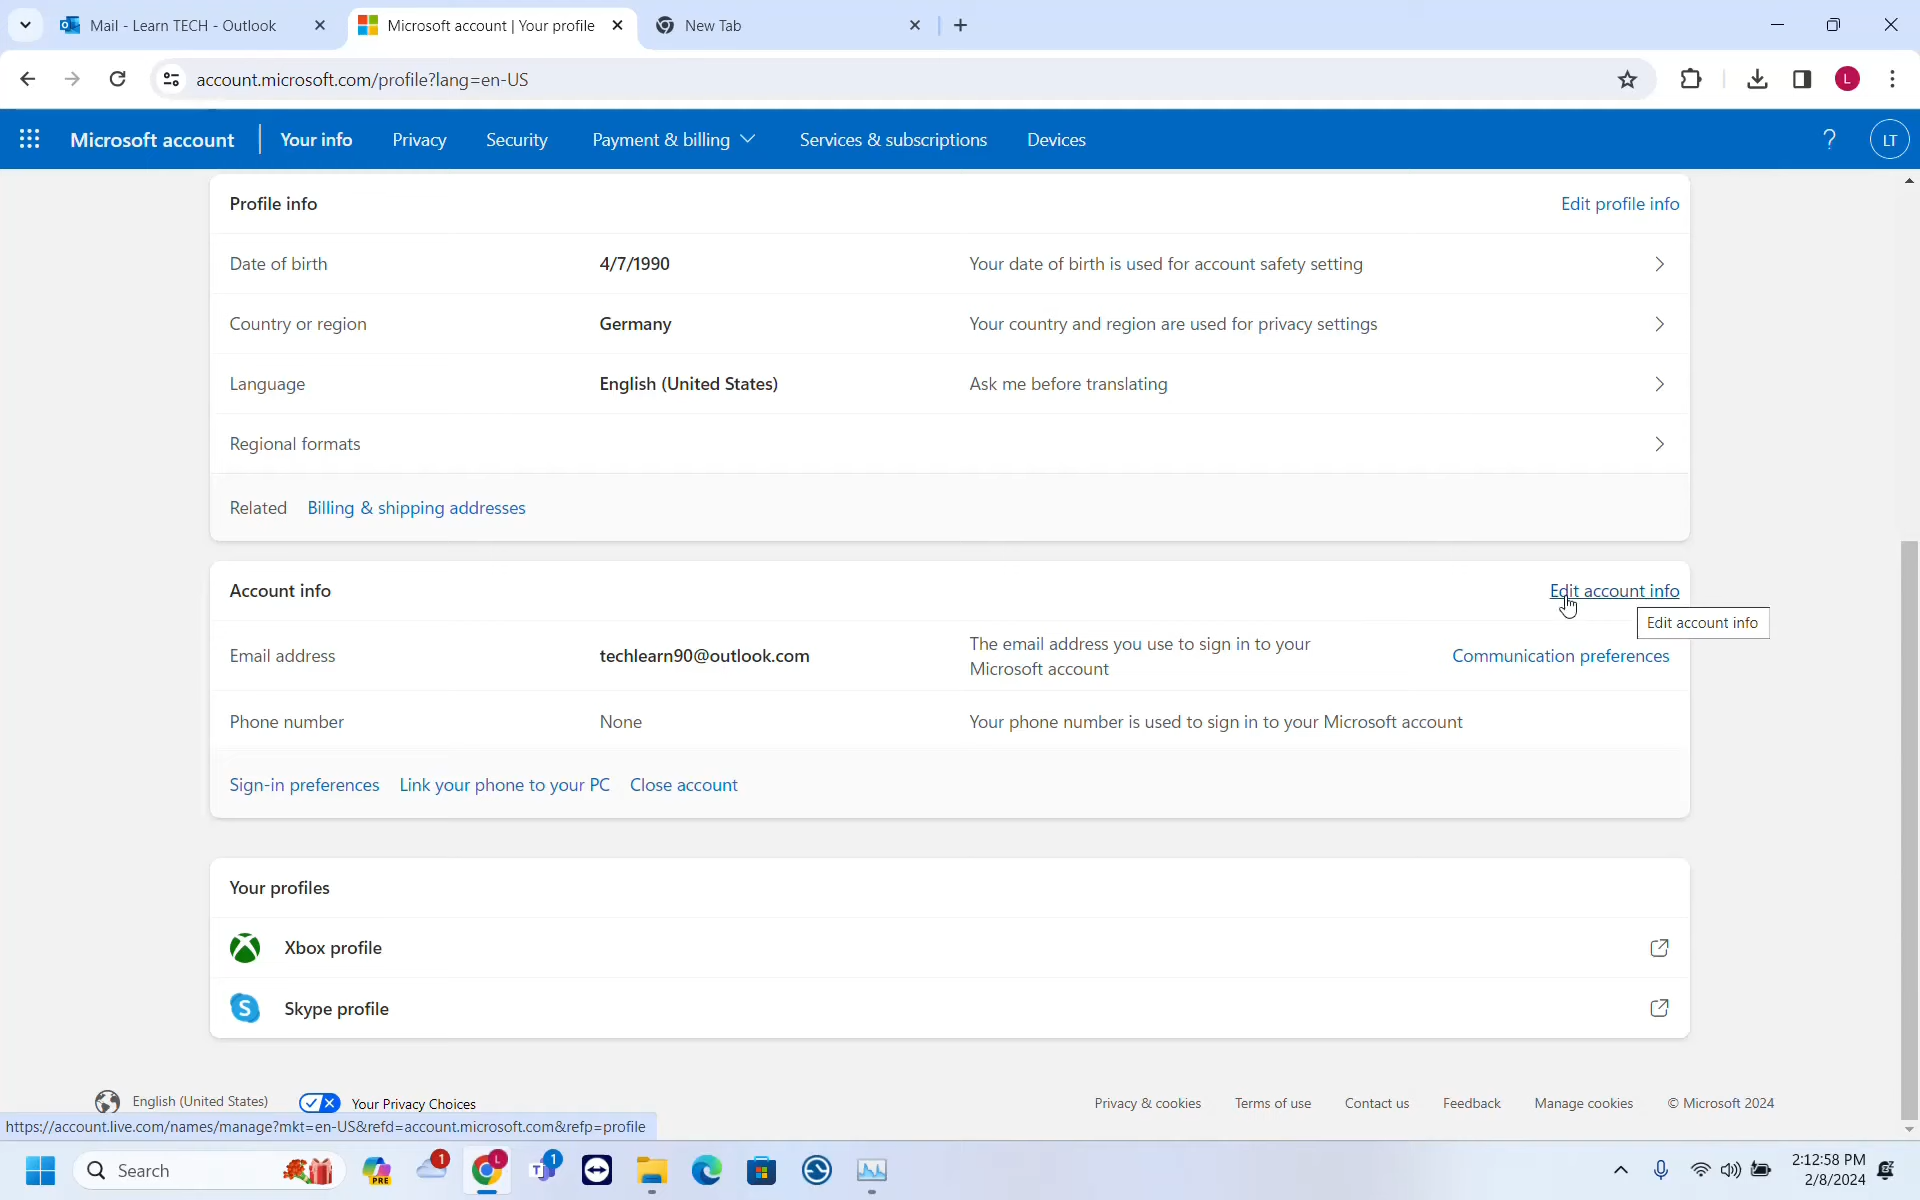 Mail - Learn TECH - Outlook
Microsoft account | Your profile
New Tab
account.microsoft.com/profile?lang=en-US
L
Microsoft account
Your info
Privacy
Security
Payment & billing
Services & subscriptions
Devices
?
LT
Profile info
Edit profile info
Date of birth
4/7/1990
Your date of birth is used for account safety setting
Country or region
Germany
Your country and region are used for privacy settings
Language
English (United States)
Ask me before translating
Regional formats
Related
Billing & shipping addresses
Account info
Edit account info
Edit account info
Email address
techlearn90@outlook.com
The email address you use to sign in to your
Microsoft account
Communication preferences
Phone number
None
Your phone number is used to sign in to your Microsoft account
Sign-in preferences
Link your phone to your PC
Close account
Your profiles
Xbox profile
S
Skype profile
English (United States)
Your Privacy Choices
Privacy & cookies
Terms of use
Contact us
Feedback
Manage cookies
© Microsoft 2024
https://account.live.com/names/manage?mkt=en-US&refd=account.microsoft.com&refp=profile
Search
PRE
1
L
T
1
2:12:58 PM
2/8/2024